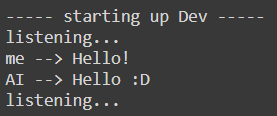 ----- starting up Dev -----
listening...
me --> Hello!
AI --> Hello :D
listening...